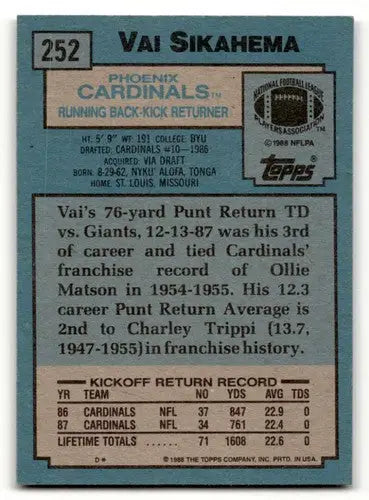 252
VAI SIKAHEMA
PHOENIX
CARDINALS™
RUNNING BACK-KICK RETURNER
NATIONAL FOOTBALL LEAGUE
PLAYERS ASSOCIATION
© 1988 NFLPA
Topps®
HT. 5' 9" WT. 191 COLLEGE: BYU
DRAFTED: CARDINALS #10-1986
ACQUIRED: VIA DRAFT
BORN: 8-29-62, NYKU' ALOFA, TONGA
HOME: ST. LOUIS, MISSOURI
Vai's 76-yard Punt Return TD
vs. Giants, 12-13-87 was his 3rd
of career and tied Cardinals'
franchise record of Ollie
Matson in 1954-1955. His 12.3
career Punt Return Average is
2nd to Charley Trippi (13.7,
1947-1955) in franchise history.
KICKOFF RETURN RECORD
YR TEAM NO YDS AVG TDS
86 CARDINALS NFL 37 847 22.9 0
87 CARDINALS NFL 34 761 22.4 0
LIFETIME TOTALS ...... 71 1608 22.6 0
D* © 1988 THE TOPPS COMPANY, INC. PRTD. IN U.S.A.